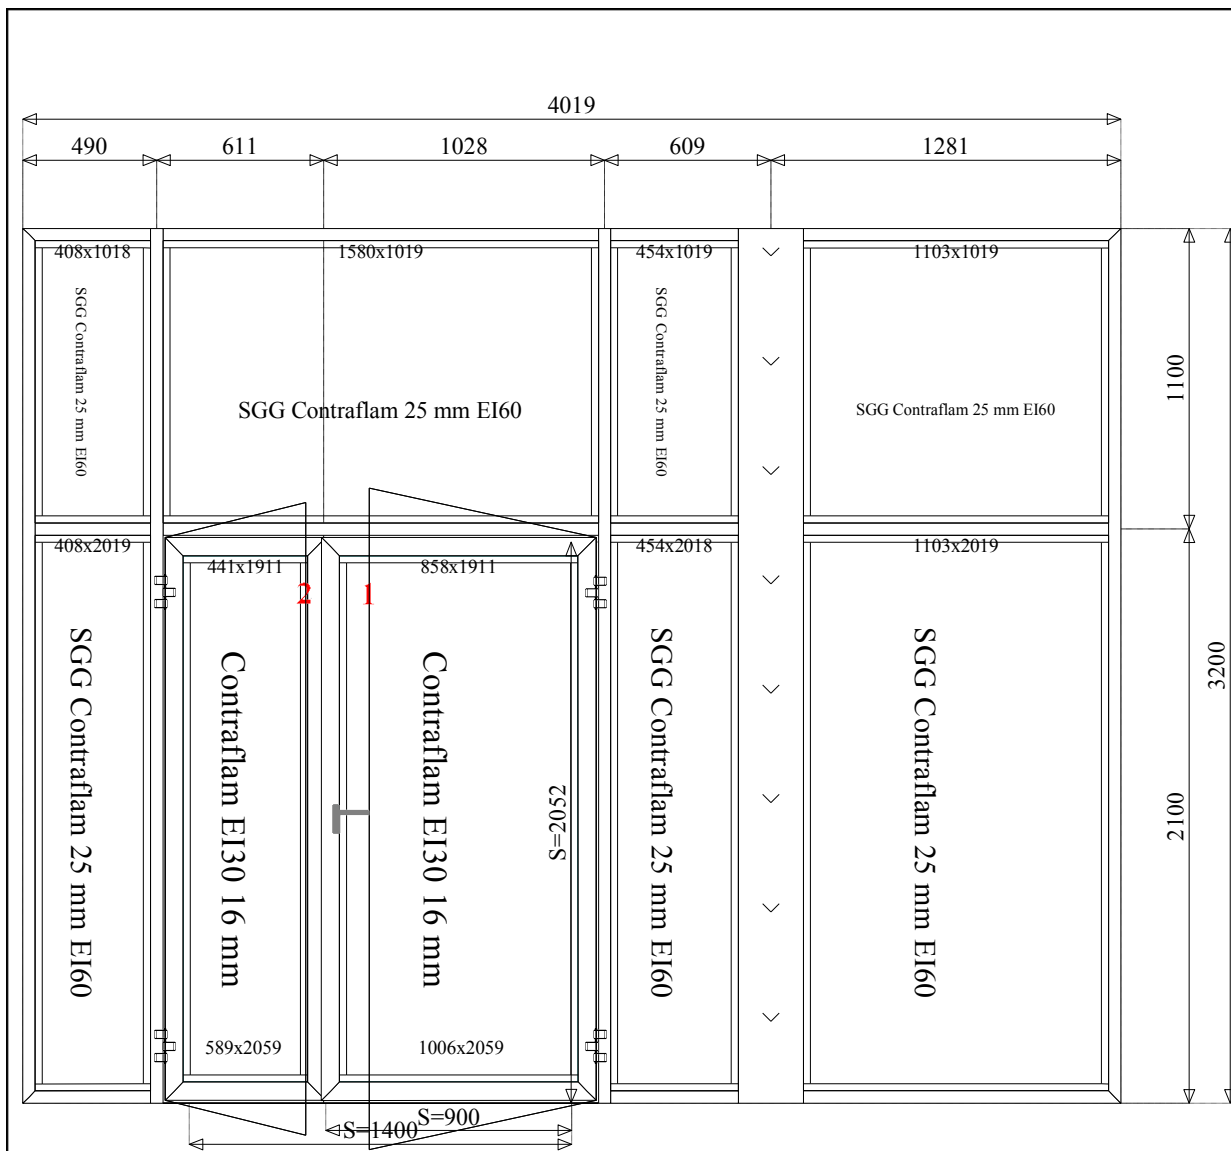 4019
490
611
1028
609
1281
408x1018
1580x1019
454x1019
1103x1019
SGG Contraflam 25 mm EI60
SGG Contraflam 25 mm EI60
SGG Contraflam 25 mm EI60
SGG Contraflam 25 mm EI60
1100
408x2019
441x1911
858x1911
454x2018
1103x2019
2
1
SGG Contraflam 25 mm EI60
Contraflam EI30 16 mm
Contraflam EI30 16 mm
S=2052
SGG Contraflam 25 mm EI60
SGG Contraflam 25 mm EI60
2100
3200
589x2059
1006x2059
S=900
S=1400